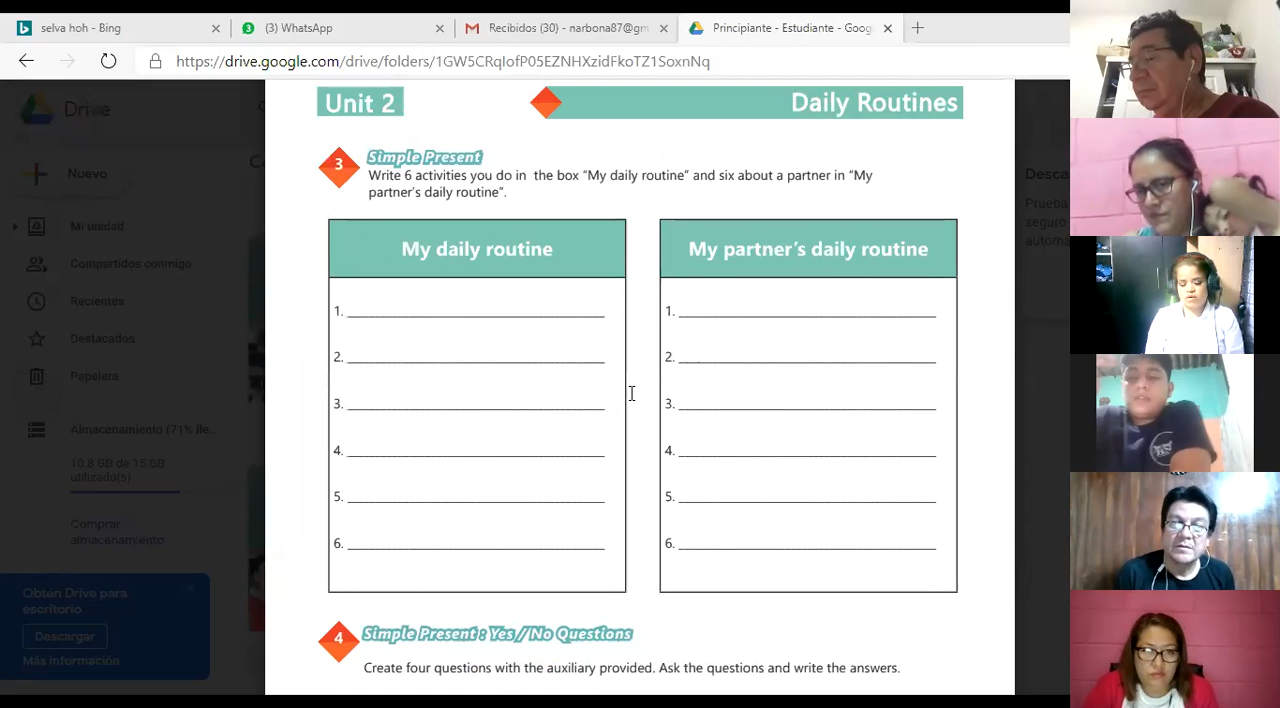 selva hoh - Bing
(3) WhatsApp
Recibidos (30) - narbona87@gm
Principiante - Estudiante - Goog
https://drive.google.com/drive/folders/1GW5CRqIofP05EZNHXzidFkoTZ1SoxnNq
Drive
Nuevo
Mi unidad
Compartidos conmigo
Recientes
Destacados
Papelera
Almacenamiento (71% lle...
10.8 GB de 15 GB
utilizado(s)
Comprar
almacenamiento
Obtén Drive para
escritorio
Descargar
Más información
Unit 2
Daily Routines
3
Simple Present
Write 6 activities you do in the box “My daily routine” and six about a partner in “My
partner’s daily routine”.
My daily routine
1.
2.
3.
4.
5.
6.
My partner’s daily routine
1.
2.
3.
4.
5.
6.
4
Simple Present : Yes / No Questions
Create four questions with the auxiliary provided. Ask the questions and write the answers.
Desca
Prueba
seguro
automa